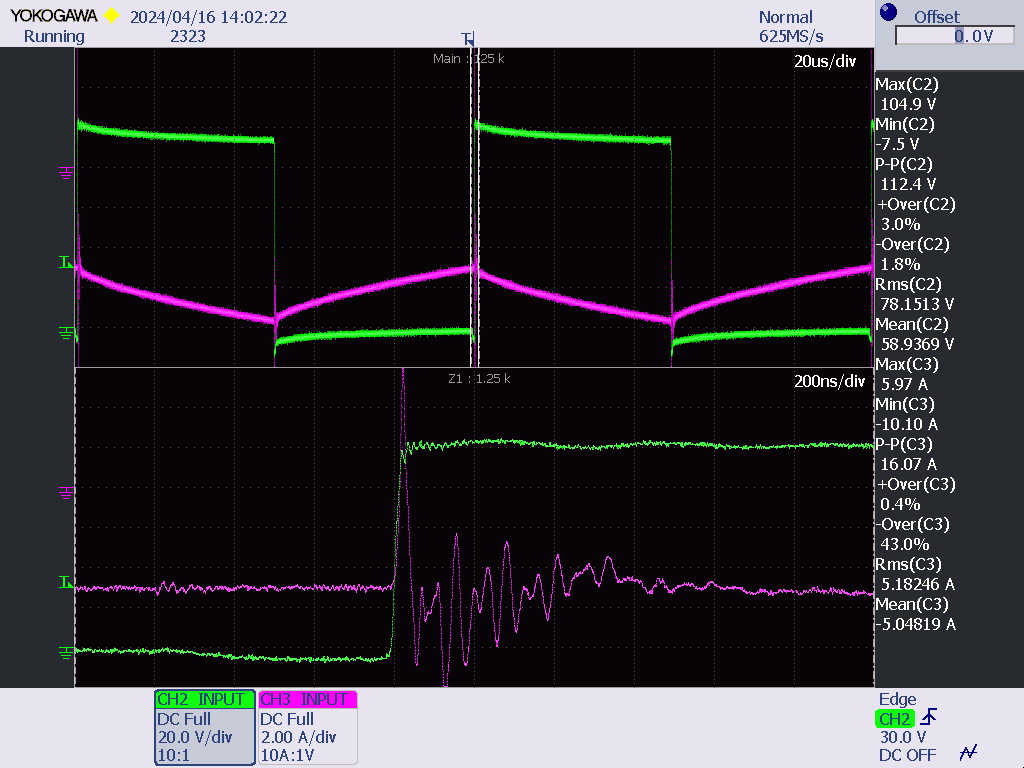 YOKOGAWA 2024/04/16 14:02:22
Running 2323
Normal
625MS/s
Offset
0.0V
T
Main : 125 k
20us/div
Max(C2)
104.9 V
Min(C2)
-7.5 V
P-P(C2)
112.4 V
+Over(C2)
3.0%
-Over(C2)
1.8%
Rms(C2)
78.1513 V
Mean(C2)
58.9369 V
Max(C3)
5.97 A
Min(C3)
-10.10 A
P-P(C3)
16.07 A
+Over(C3)
0.4%
-Over(C3)
43.0%
Rms(C3)
5.18246 A
Mean(C3)
-5.04819 A
T
Z1 : 1.25 k
200ns/div
T
CH2 INPUT
DC Full
20.0 V/div
10:1
CH3 INPUT
DC Full
2.00 A/div
10A:1V
Edge
CH2
30.0 V
DC OFF